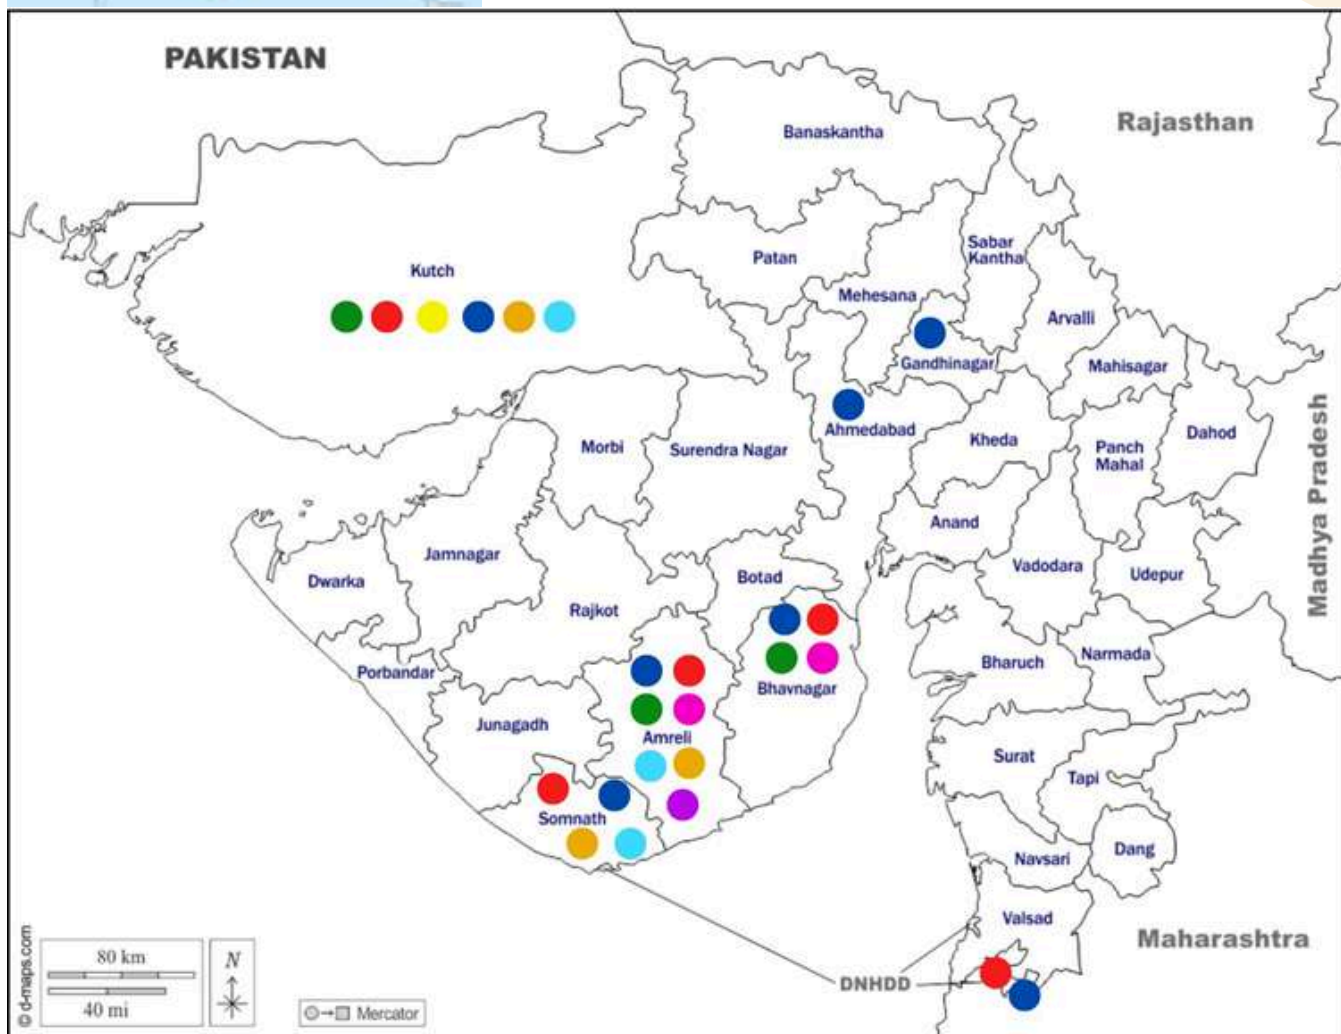 PAKISTAN
Rajasthan
Banaskantha
Sabar
Kantha
Patan
Kutch
Mehesana
Arvalli
Gandhinagar
Mahisagar
Ahmedabad
Kheda
Panch
Mahal
Dahod
Morbi
Surendra Nagar
Madhya Pradesh
Anand
Jamnagar
Vadodara
Udepur
Dwarka
Botad
Rajkot
Narmada
Bharuch
Porbandar
Bhavnagar
Junagadh
Amreli
Surat
Tapi
Somnath
Dang
Navsari
Valsad
Maharashtra
DNHDD
© d-maps.com
80 km
40 mi
N
Mercator